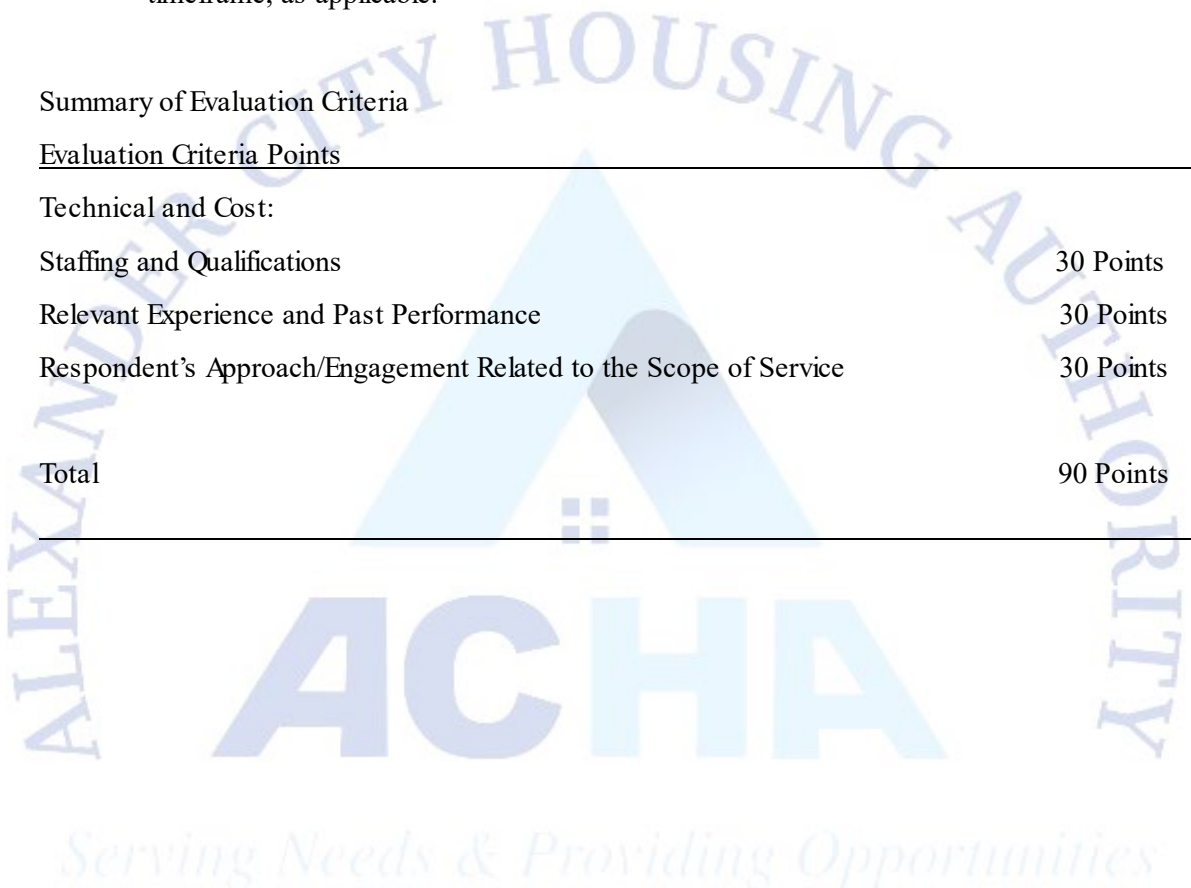 timeframe, as applicable.
Summary of Evaluation Criteria
Evaluation Criteria Points
Technical and Cost:
Staffing and Qualifications 30 Points
Relevant Experience and Past Performance 30 Points
Respondent’s Approach/Engagement Related to the Scope of Service 30 Points
Total 90 Points
ALEXANDER CITY HOUSING AUTHORITY
ACHA
Serving Needs & Providing Opportunities